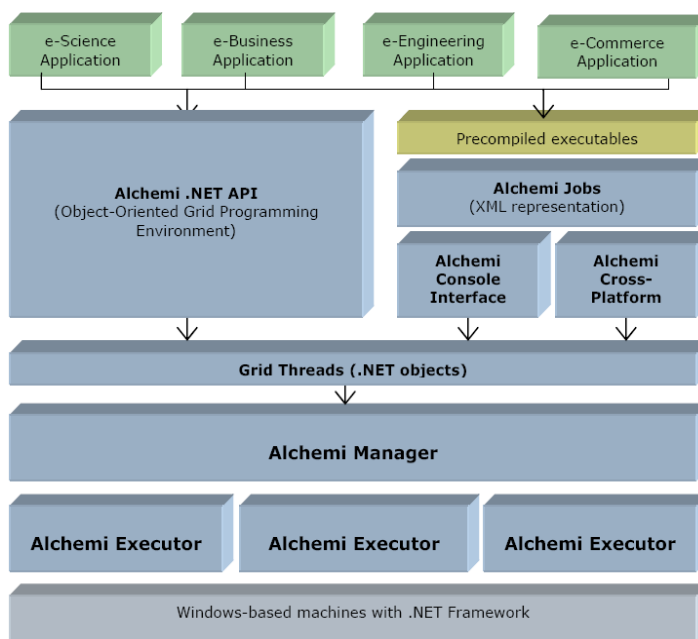 e-Science
Application
e-Business
Application
e-Engineering
Application
e-Commerce
Application
Alchemi .NET API
(Object-Oriented Grid Programming
Environment)
Precompiled executables
Alchemi Jobs
(XML representation)
Alchemi
Console
Interface
Alchemi
Cross-
Platform
Grid Threads (.NET objects)
Alchemi Manager
Alchemi Executor
Alchemi Executor
Alchemi Executor
Windows-based machines with .NET Framework